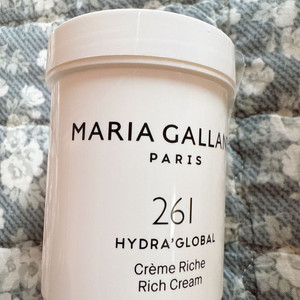 MARIA GALLAN
PARIS
261
HYDRA'GLOBAL
Crème Riche
Rich Cream